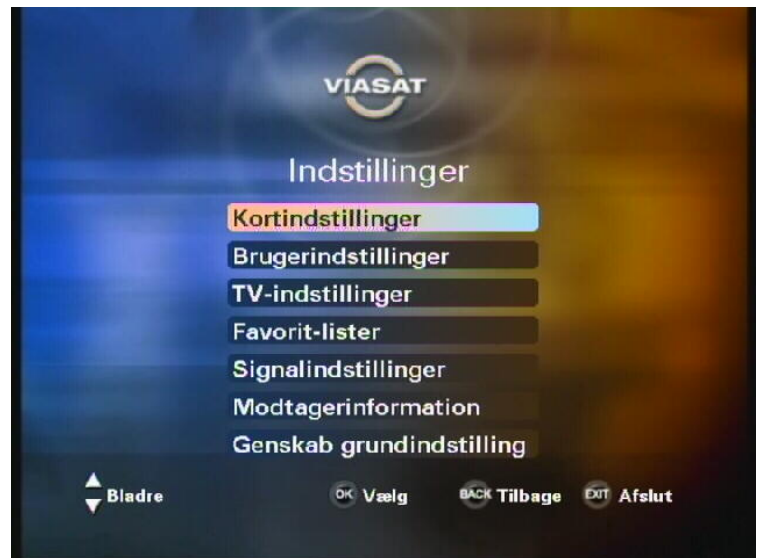 VIASAT
Indstillinger
Kortindstillinger
Brugerindstillinger
TV-indstillinger
Favorit-lister
Signalindstillinger
Modtagerinformation
Genskab grundindstilling
Bladre OK Vælg BACK Tilbage EXIT Afslut